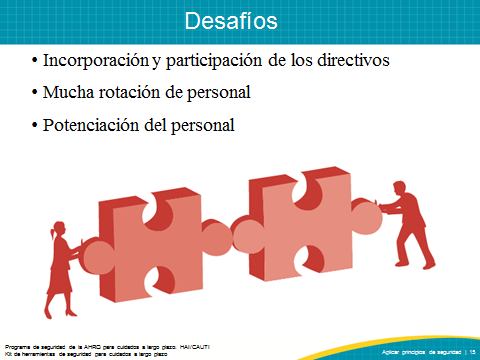 Desafíos
• Incorporación y participación de los directivos
• Mucha rotación de personal
• Potenciación del personal
Programa de seguridad de la AHRQ para cuidados a largo plazo: HAI/CAUTI
Kit de herramientas de seguridad para cuidados a largo plazo
Aplicar principios de seguridad | 15